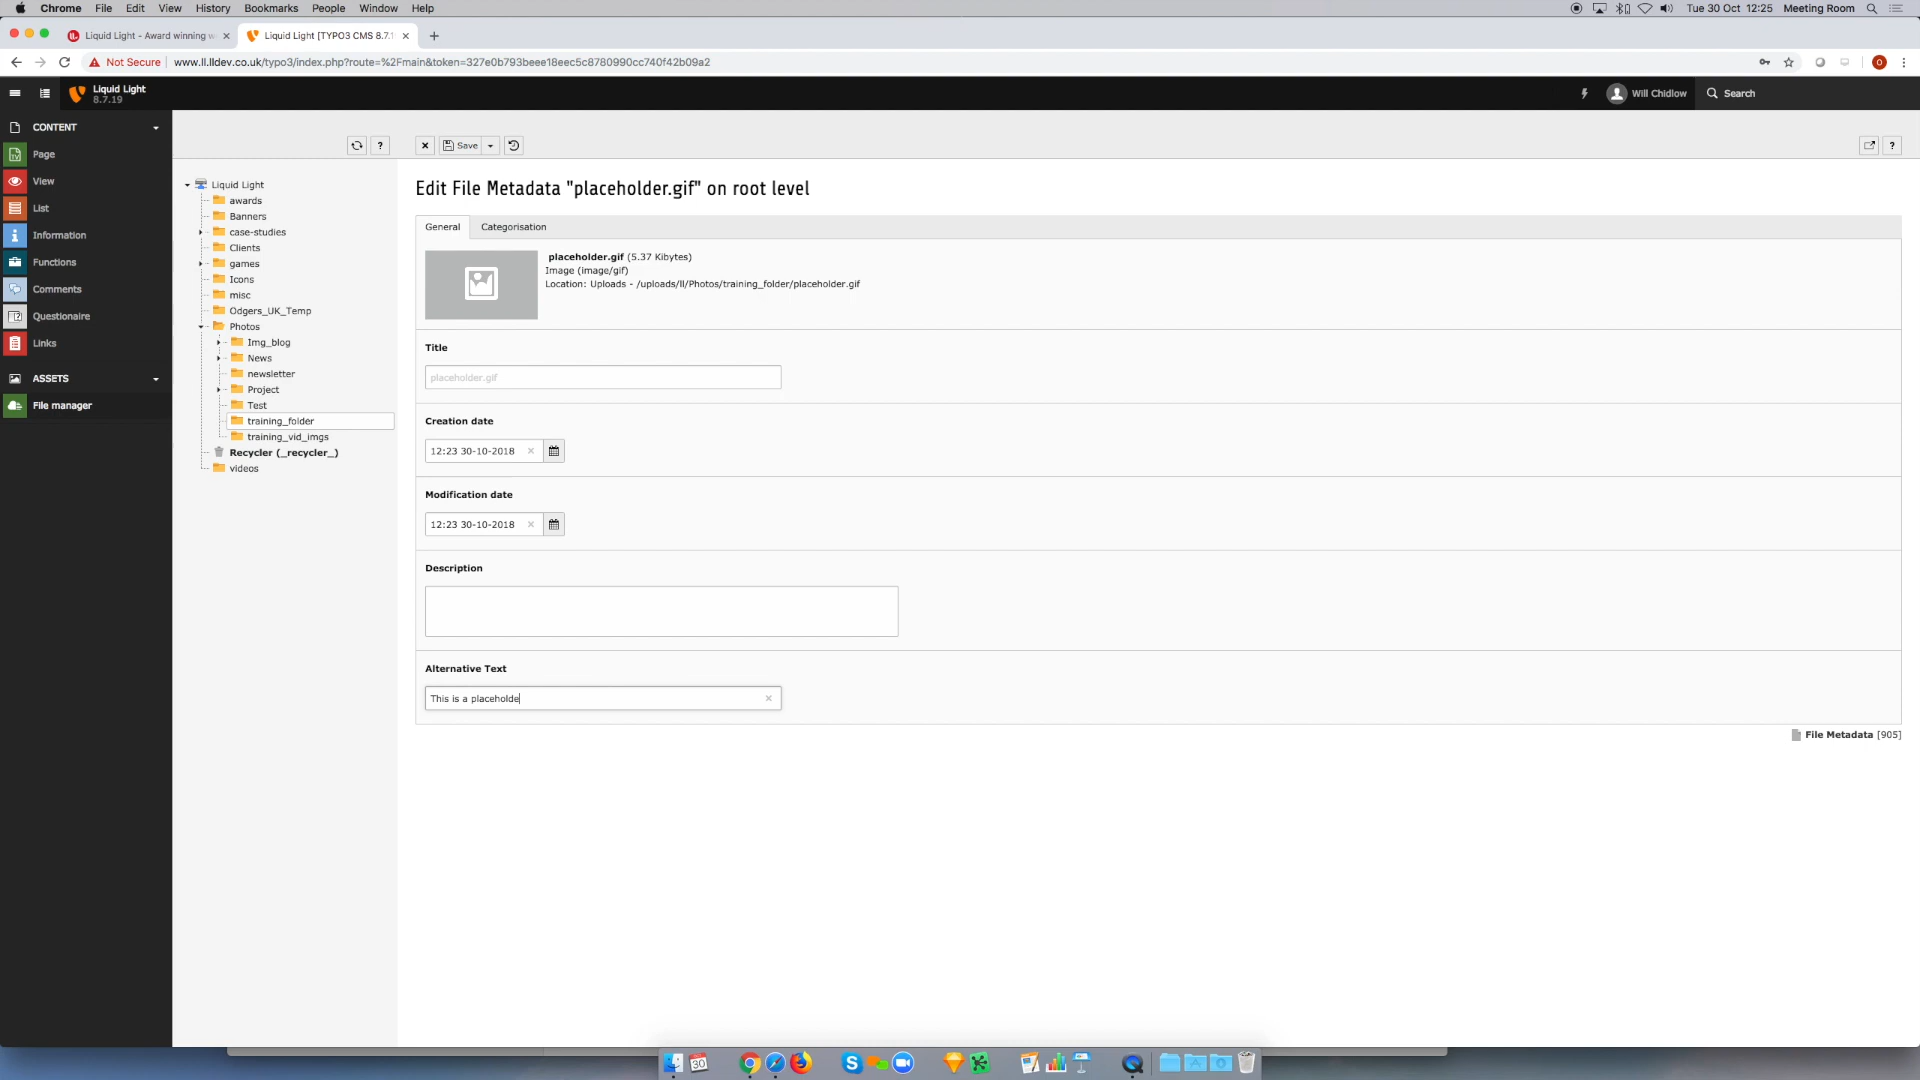 Chrome File Edit View History Bookmarks People Window Help Tue 30 Oct 12:25 Meeting Room
Liquid Light - Award winning w Liquid Light [TYPO3 CMS 8.7.1
Not Secure www.ll.lldev.co.uk/typo3/index.php?route=%2Fmain&token=327e0b793beee18eec5c8780990cc740f42b09a2
Liquid Light
8.7.19
Will Chidlow Search
CONTENT
Page
View
List
Information
Functions
Comments
Questionaire
Links
ASSETS
File manager
Liquid Light
awards
Banners
case-studies
Clients
games
Icons
misc
Odgers_UK_Temp
Photos
Img_blog
News
newsletter
Project
Test
training_folder
training_vid_imgs
Recycler (_recycler_)
videos
Save
Edit File Metadata "placeholder.gif" on root level
General Categorisation
placeholder.gif (5.37 Kibytes)
Image (image/gif)
Location: Uploads - /uploads/ll/Photos/training_folder/placeholder.gif
Title
placeholder.gif
Creation date
12:23 30-10-2018
Modification date
12:23 30-10-2018
Description
Alternative Text
This is a placeholde
File Metadata [905]
30